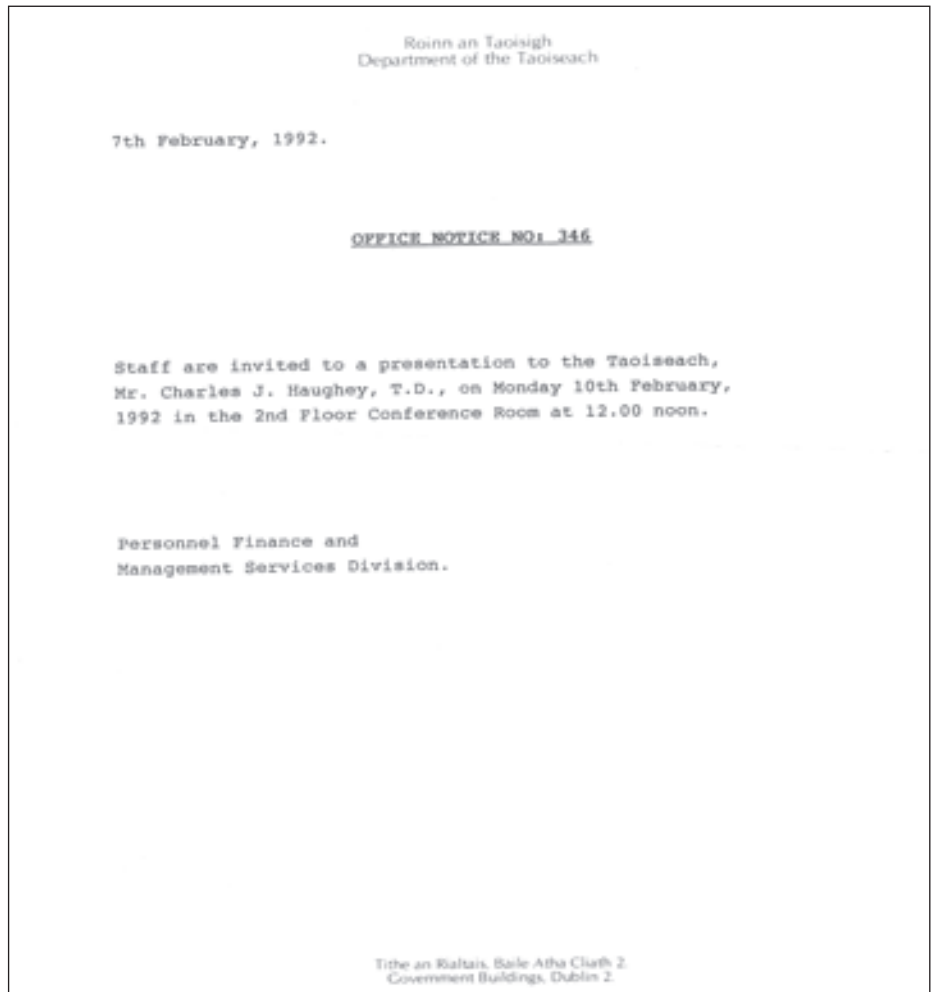 Roinn an Taoisigh
Department of the Taoiseach
7th February, 1992.
OFFICE NOTICE NO: 346
Staff are invited to a presentation to the Taoiseach,
Mr. Charles J. Haughey, T.D., on Monday 10th February,
1992 in the 2nd Floor Conference Room at 12.00 noon.
Personnel Finance and
Management Services Division.
Tithe an Rialtais, Baile Atha Cliath 2.
Government Buildings, Dublin 2.